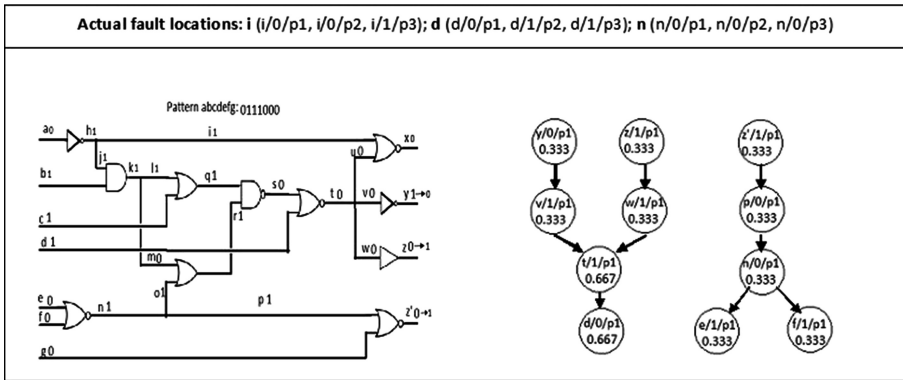 Actual fault locations: i (i/0/p1, i/0/p2, i/1/p3); d (d/0/p1, d/1/p2, d/1/p3); n (n/0/p1, n/0/p2, n/0/p3)
Pattern abcdefg: 0111000
a0
h1
i1
x0
j1
u0
b1
k1
l1
q1
s0
t0
v0
y1→0
r1
c1
d1
m0
w0
z0→1
o1
e0
f0
n1
p1
z'0→1
g0
y/0/p1
0.333
z/1/p1
0.333
z'/1/p1
0.333
v/1/p1
0.333
w/1/p1
0.333
p/0/p1
0.333
t/1/p1
0.667
n/0/p1
0.333
d/0/p1
0.667
e/1/p1
0.333
f/1/p1
0.333